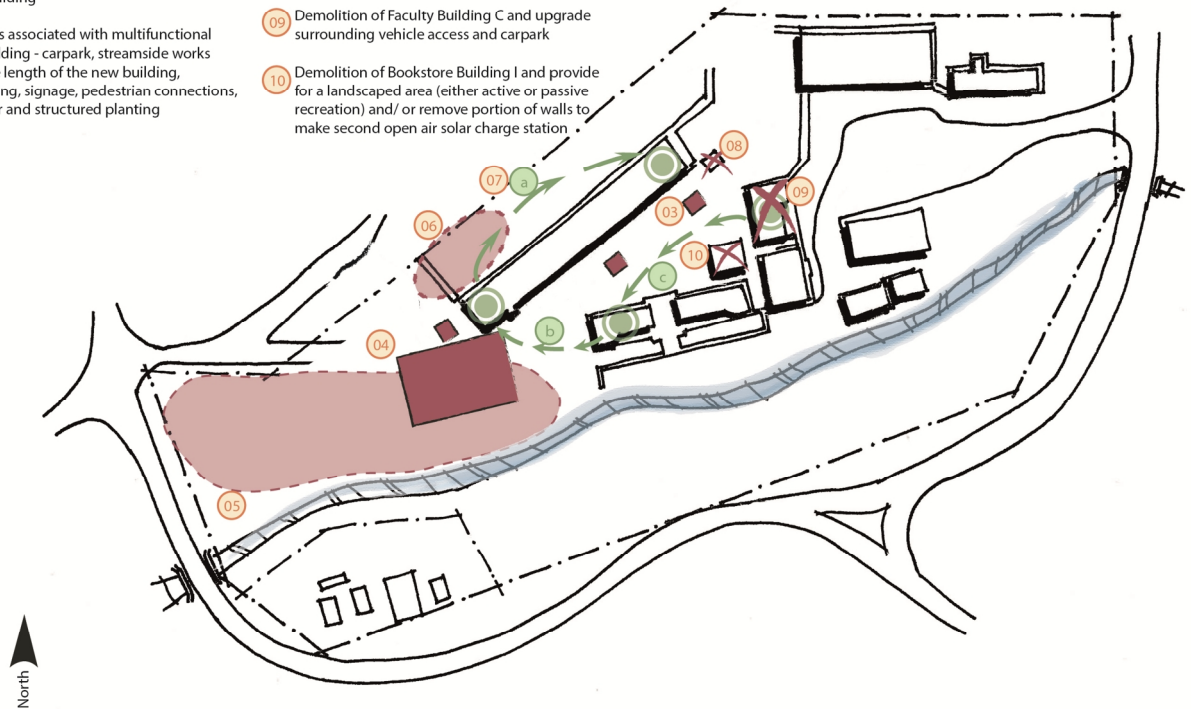 s associated with multifunctional
ding - carpark, streamside works
length of the new building,
ng, signage, pedestrian connections,
r and structured planting
09 Demolition of Faculty Building C and upgrade
surrounding vehicle access and carpark
10 Demolition of Bookstore Building I and provide
for a landscaped area (either active or passive
recreation) and/ or remove portion of walls to
make second open air solar charge station
08
07 a
09
03
06
10
c
b
04
05
North